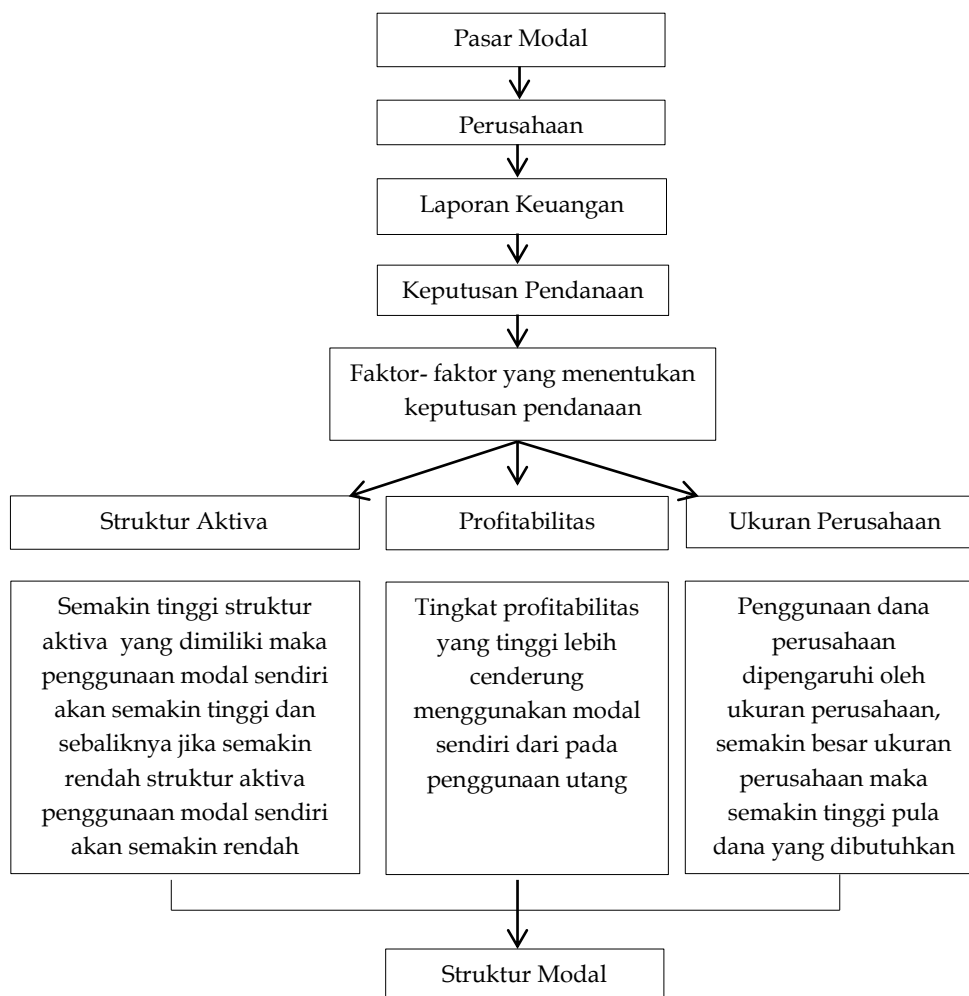 Pasar Modal
Perusahaan
Laporan Keuangan
Keputusan Pendanaan
Faktor- faktor yang menentukan
keputusan pendanaan
Struktur Aktiva
Profitabilitas
Ukuran Perusahaan
Semakin tinggi struktur
aktiva yang dimiliki maka
penggunaan modal sendiri
akan semakin tinggi dan
sebaliknya jika semakin
rendah struktur aktiva
penggunaan modal sendiri
akan semakin rendah
Tingkat profitabilitas
yang tinggi lebih
cenderung
menggunakan modal
sendiri dari pada
penggunaan utang
Penggunaan dana
perusahaan
dipengaruhi oleh
ukuran perusahaan,
semakin besar ukuran
perusahaan maka
semakin tinggi pula
dana yang dibutuhkan
Struktur Modal